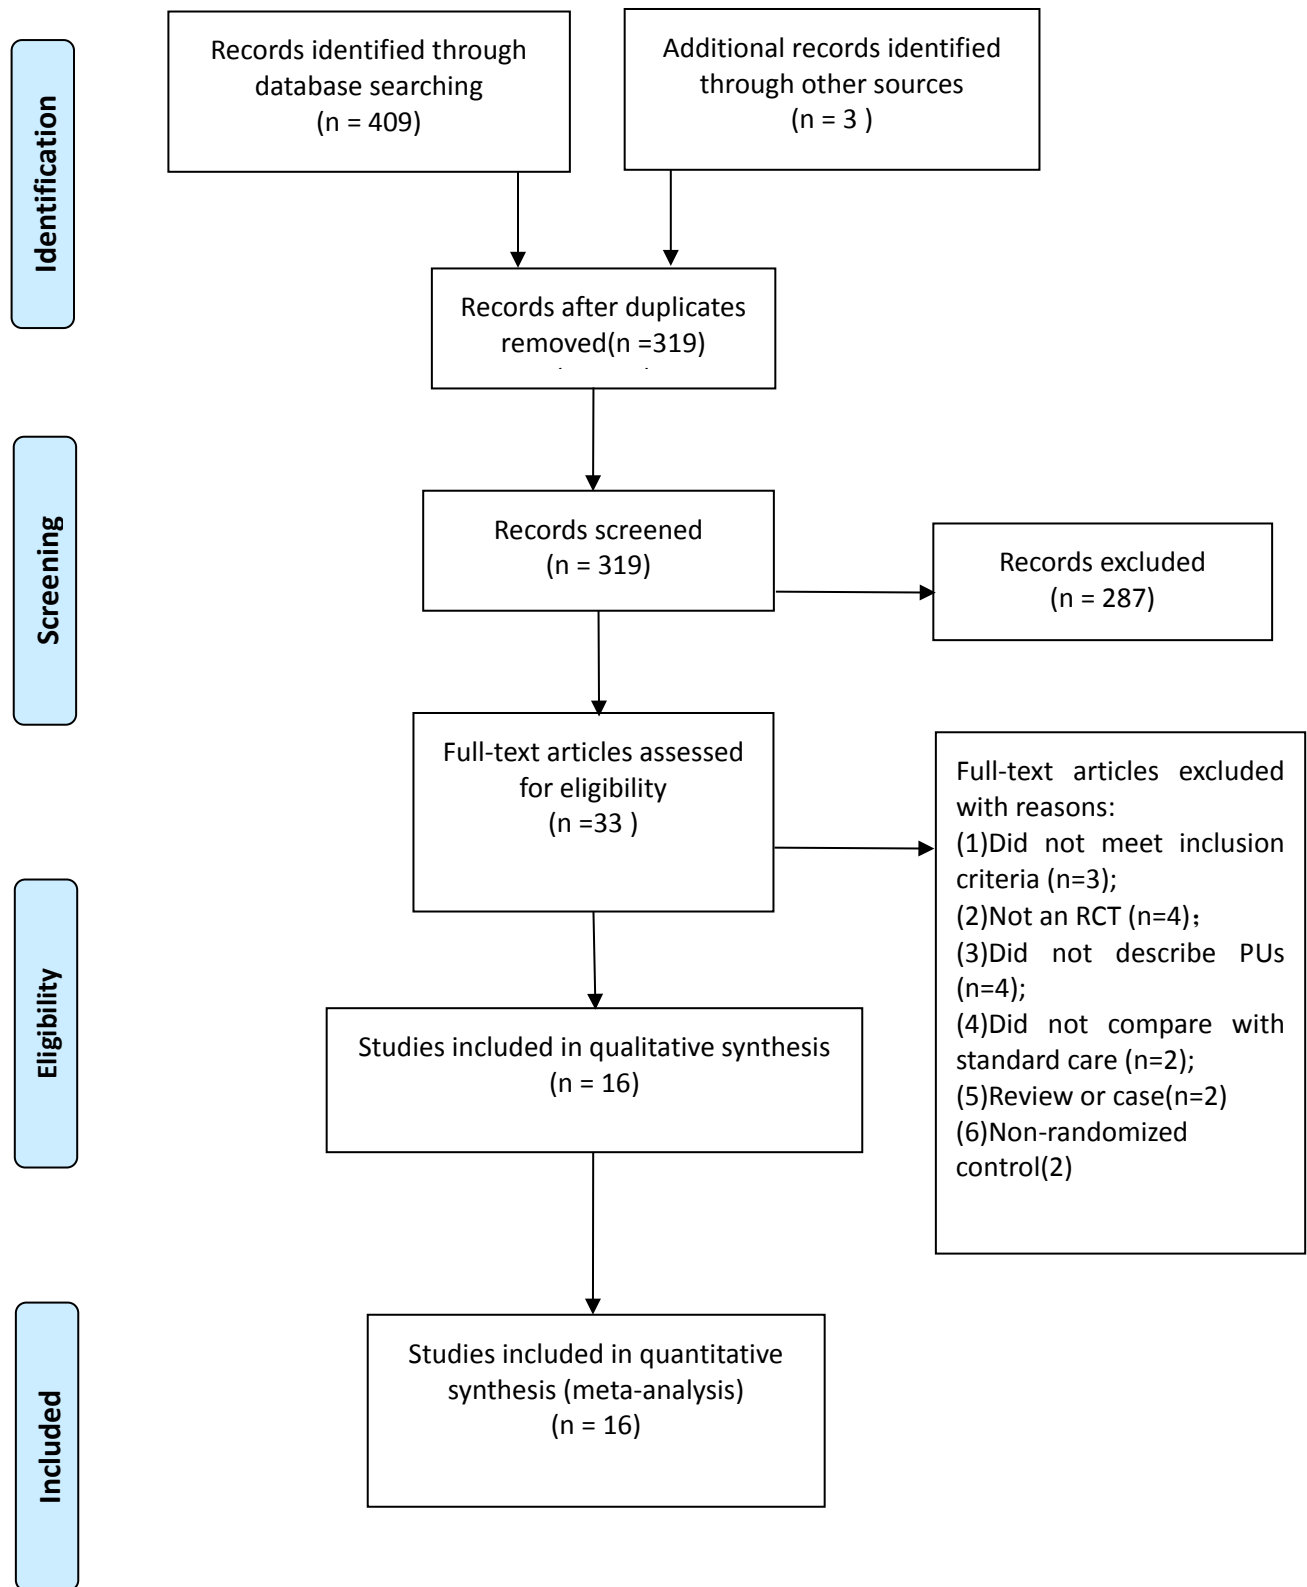 Identification
Records identified through
database searching
(n = 409)
Additional records identified
through other sources
(n = 3 )
Records after duplicates
removed(n =319)
Screening
Records screened
(n = 319)
Records excluded
(n = 287)
Full-text articles assessed
for eligibility
(n =33 )
Full-text articles excluded
with reasons:
(1)Did not meet inclusion
criteria (n=3);
(2)Not an RCT (n=4)；
(3)Did not describe PUs
(n=4);
(4)Did not compare with
standard care (n=2);
(5)Review or case(n=2)
(6)Non-randomized
control(2)
Eligibility
Studies included in qualitative synthesis
(n = 16)
Included
Studies included in quantitative
synthesis (meta-analysis)
(n = 16)